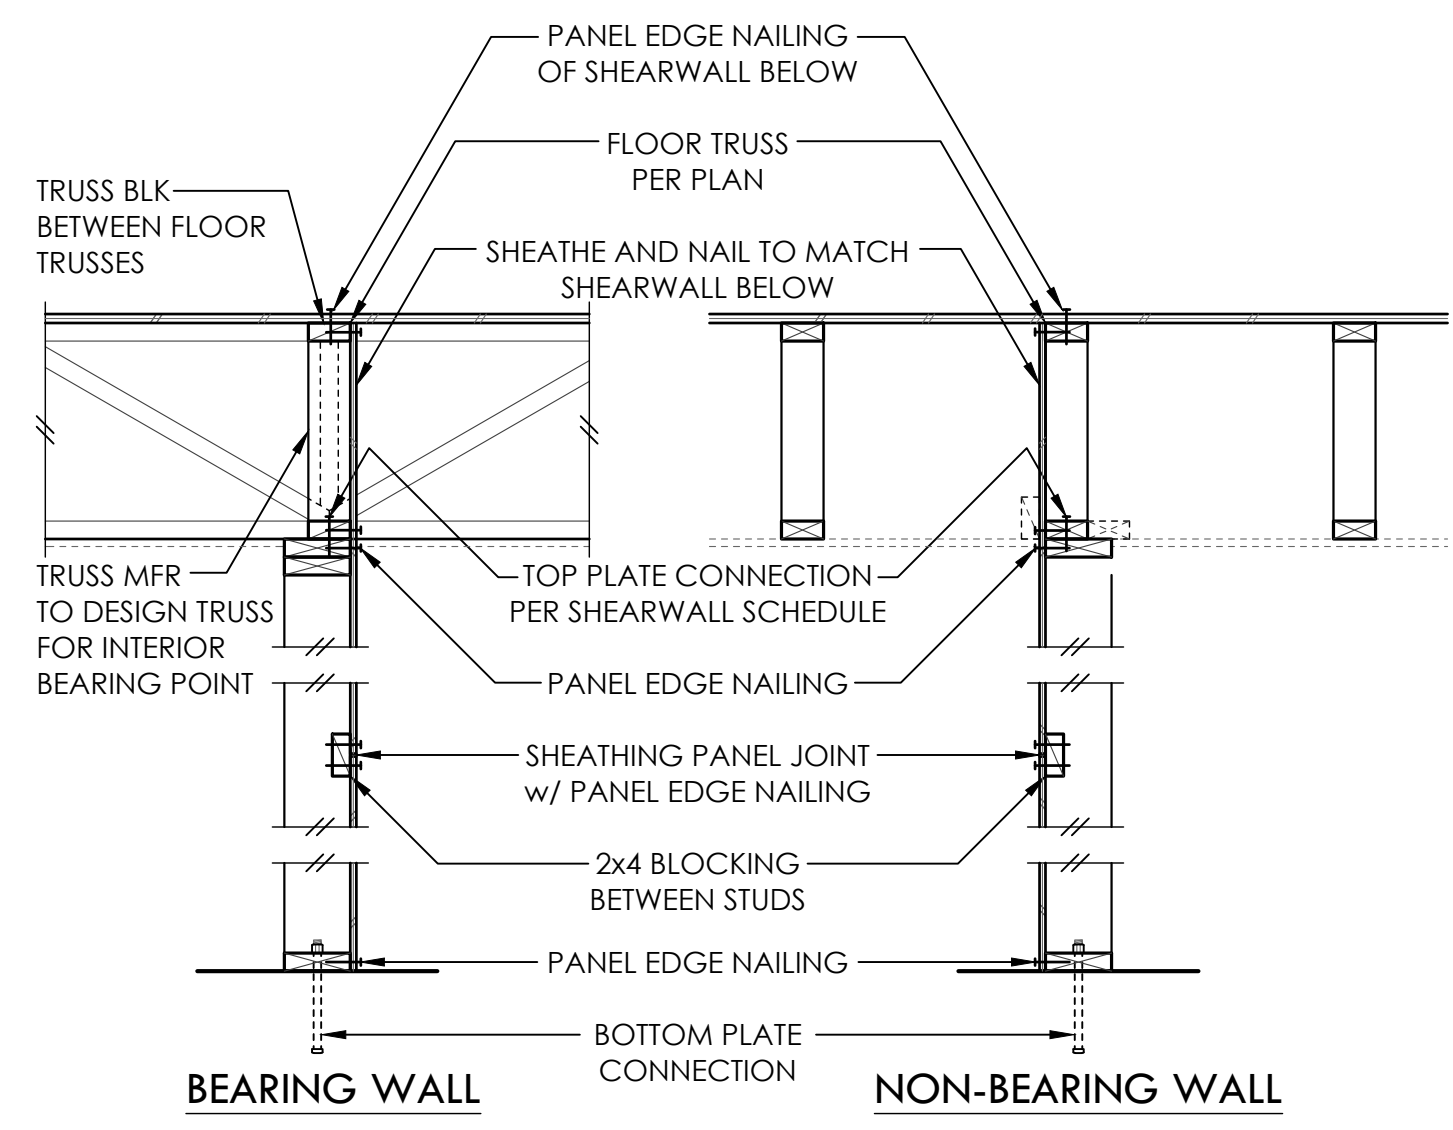 PANEL EDGE NAILING
OF SHEARWALL BELOW
FLOOR TRUSS
PER PLAN
TRUSS BLK
BETWEEN FLOOR
TRUSSES
SHEATHE AND NAIL TO MATCH
SHEARWALL BELOW
TRUSS MFR
TO DESIGN TRUSS
FOR INTERIOR
BEARING POINT
TOP PLATE CONNECTION
PER SHEARWALL SCHEDULE
PANEL EDGE NAILING
SHEATHING PANEL JOINT
w/ PANEL EDGE NAILING
2x4 BLOCKING
BETWEEN STUDS
PANEL EDGE NAILING
BOTTOM PLATE
CONNECTION
BEARING WALL
NON-BEARING WALL